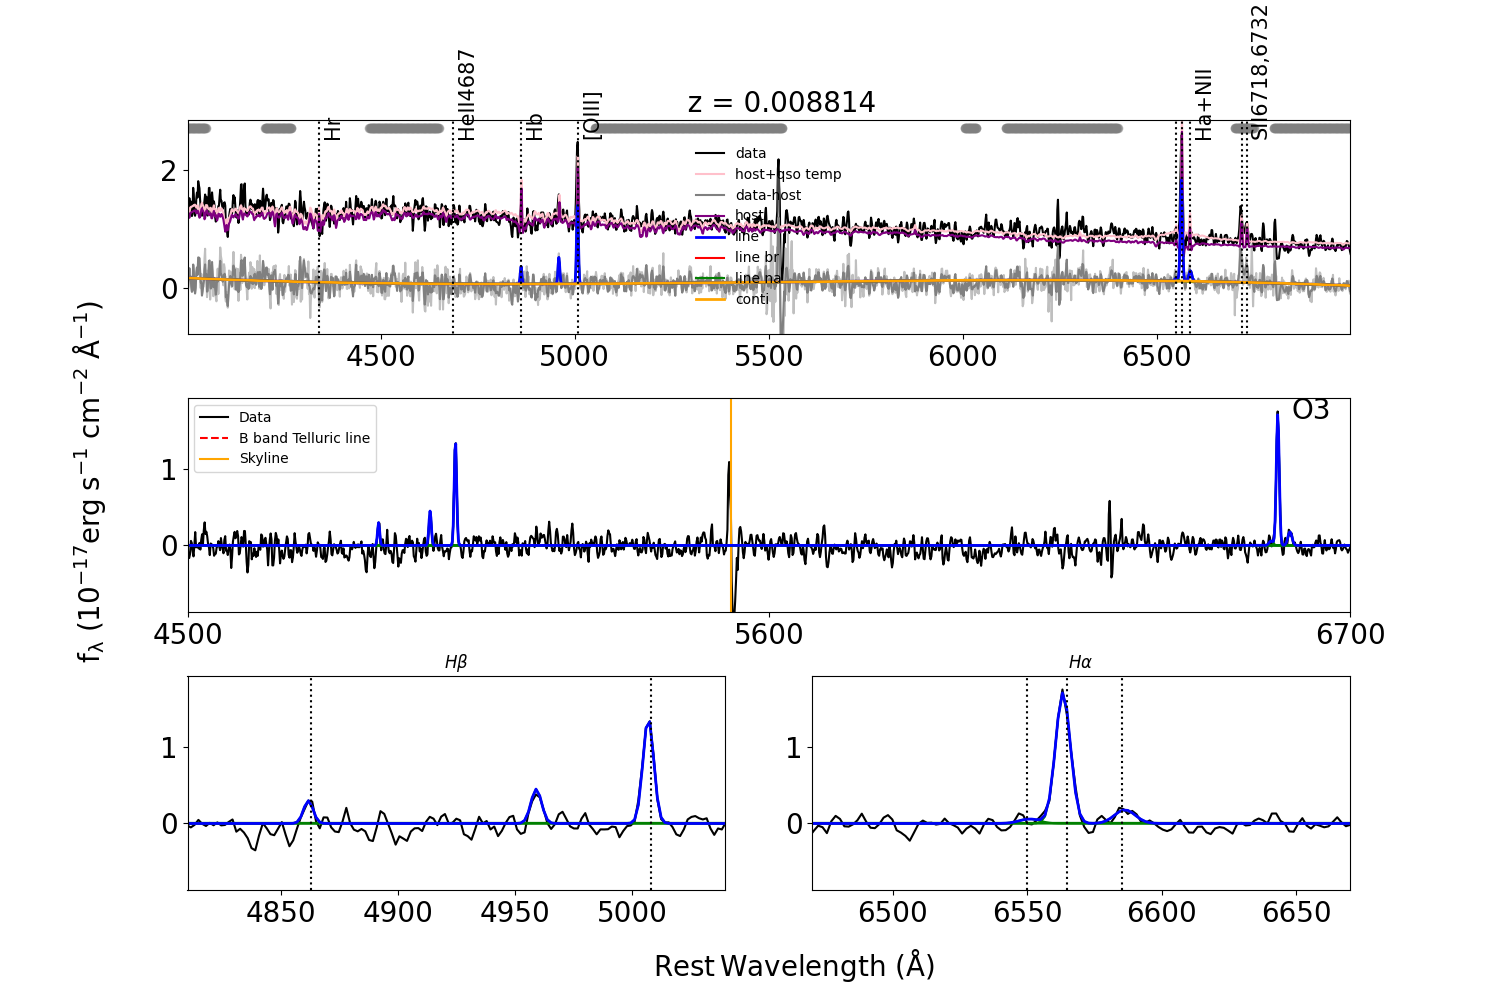 z = 0.008814
Hr
HeII4687
Hb
[OIII]
Ha+NII
SII6718,6732
data
host+qso temp
data-host
host
line
line br
line na
conti
2
1
0
4500 5000 5500 6000 6500
Data
B band Telluric line
Skyline
O3
1
0
4500 5600 6700
fλ (10−17erg s−1 cm−2 Å−1)
Hβ
Hα
1
0
4850 4900 4950 5000
1
0
6500 6550 6600 6650
Rest Wavelength (Å)